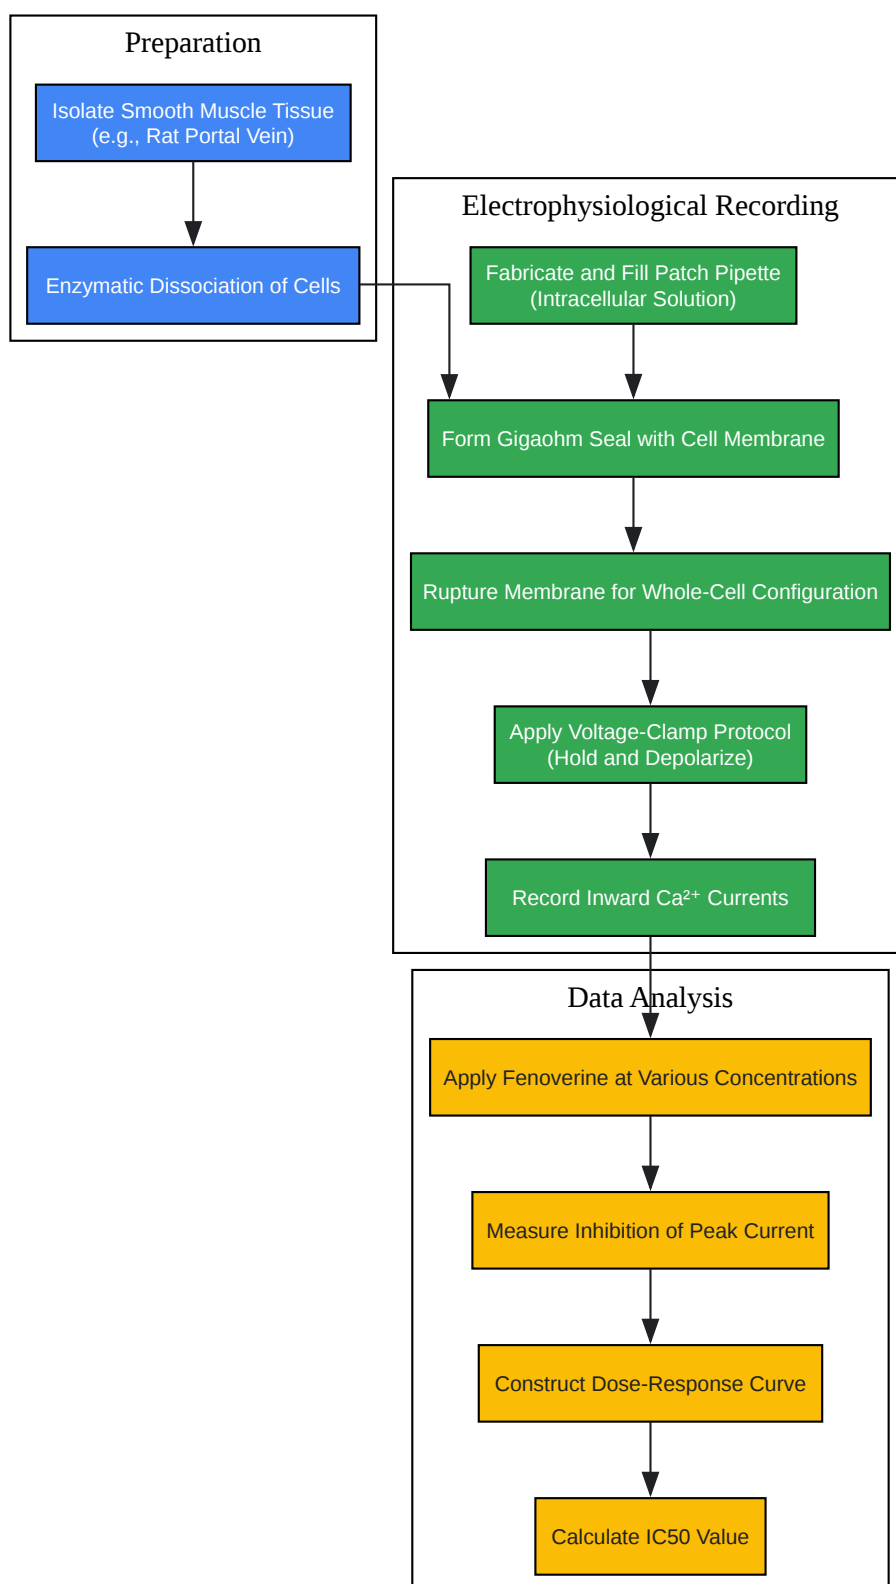 Preparation
Isolate Smooth Muscle Tissue
(e.g., Rat Portal Vein)
Enzymatic Dissociation of Cells
Electrophysiological Recording
Fabricate and Fill Patch Pipette
(Intracellular Solution)
Form Gigaohm Seal with Cell Membrane
Rupture Membrane for Whole-Cell Configuration
Apply Voltage-Clamp Protocol
(Hold and Depolarize)
Record Inward Ca²⁺ Currents
Data Analysis
Apply Fenoverine at Various Concentrations
Measure Inhibition of Peak Current
Construct Dose-Response Curve
Calculate IC50 Value